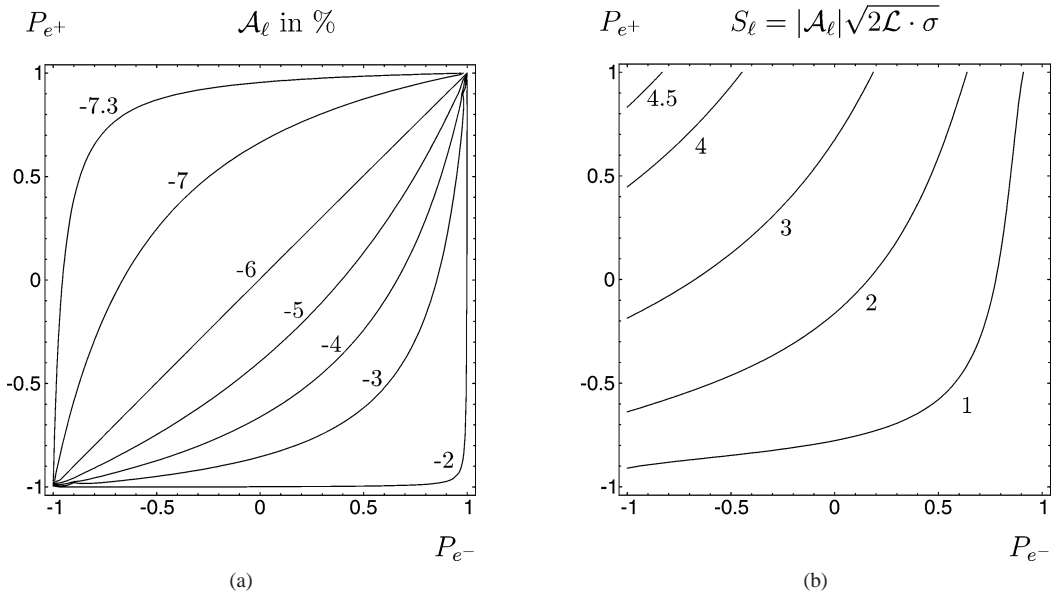 P_{e^+} 𝒜_ℓ in %
1
0.5
0
-0.5
-1
-7.3
-7
-6
-5
-4
-3
-2
-1 -0.5 0 0.5 1
P_{e^-}
(a)
P_{e^+} S_ℓ = |𝒜_ℓ|√2ℒ · σ
1
0.5
0
-0.5
-1
4.5
4
3
2
1
-1 -0.5 0 0.5 1
P_{e^-}
(b)